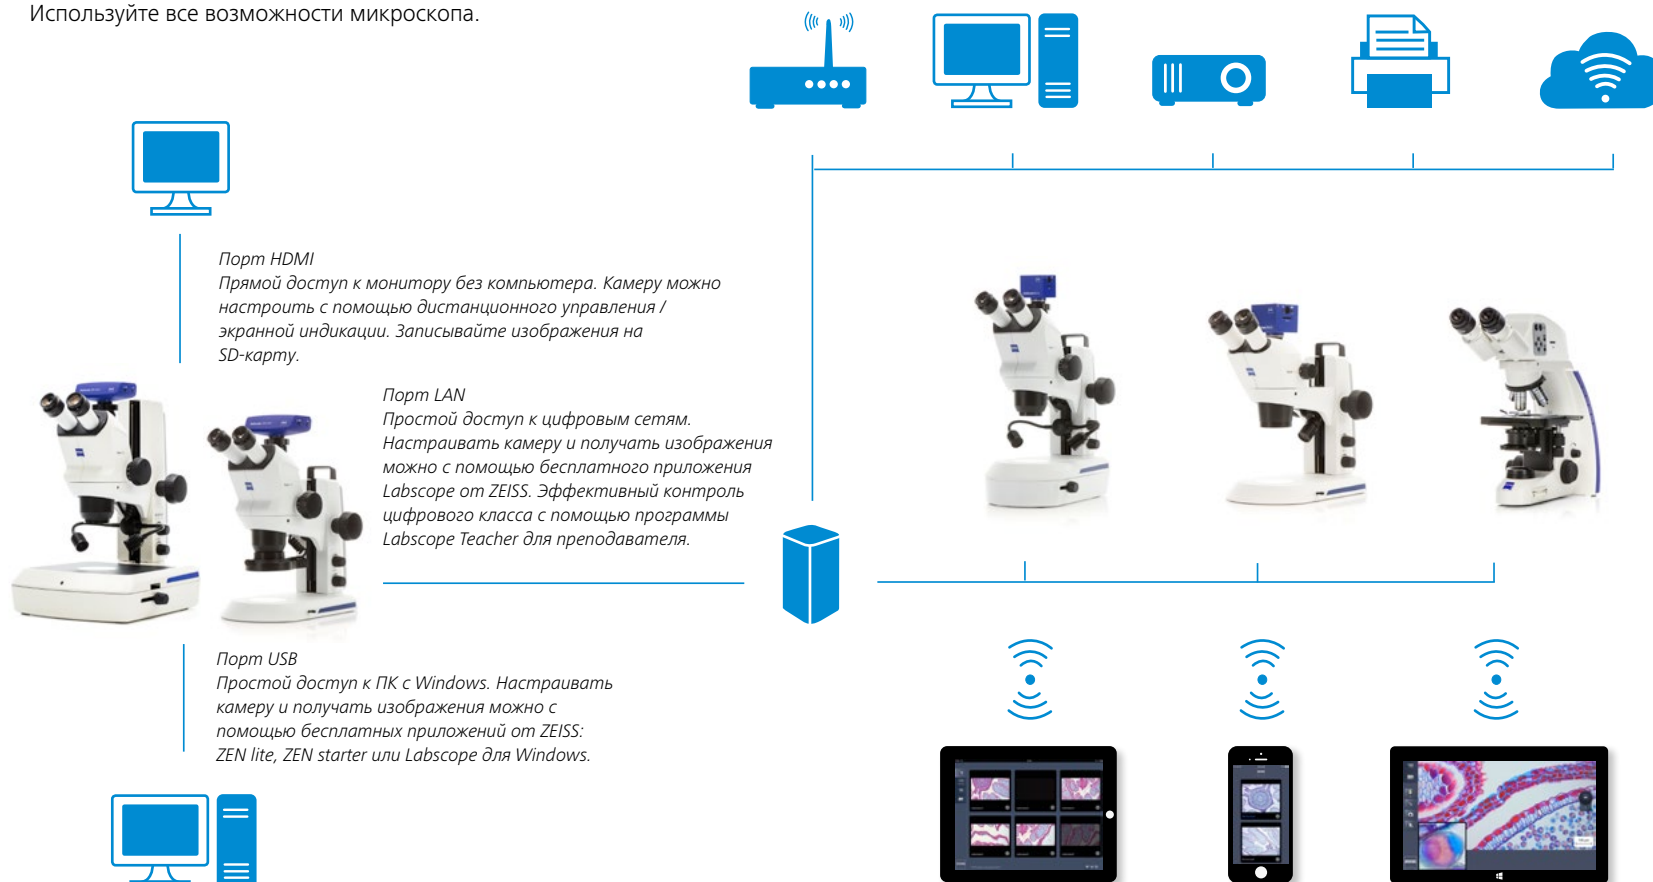 Используйте все возможности микроскопа.
Порт HDMI
Прямой доступ к монитору без компьютера. Камеру можно
настроить с помощью дистанционного управления /
экранной индикации. Записывайте изображения на
SD-карту.
Порт LAN
Простой доступ к цифровым сетям.
Настраивать камеру и получать изображения
можно с помощью бесплатного приложения
Labscope от ZEISS. Эффективный контроль
цифрового класса с помощью программы
Labscope Teacher для преподавателя.
Порт USB
Простой доступ к ПК с Windows. Настраивать
камеру и получать изображения можно с
помощью бесплатных приложений от ZEISS:
ZEN lite, ZEN starter или Labscope для Windows.